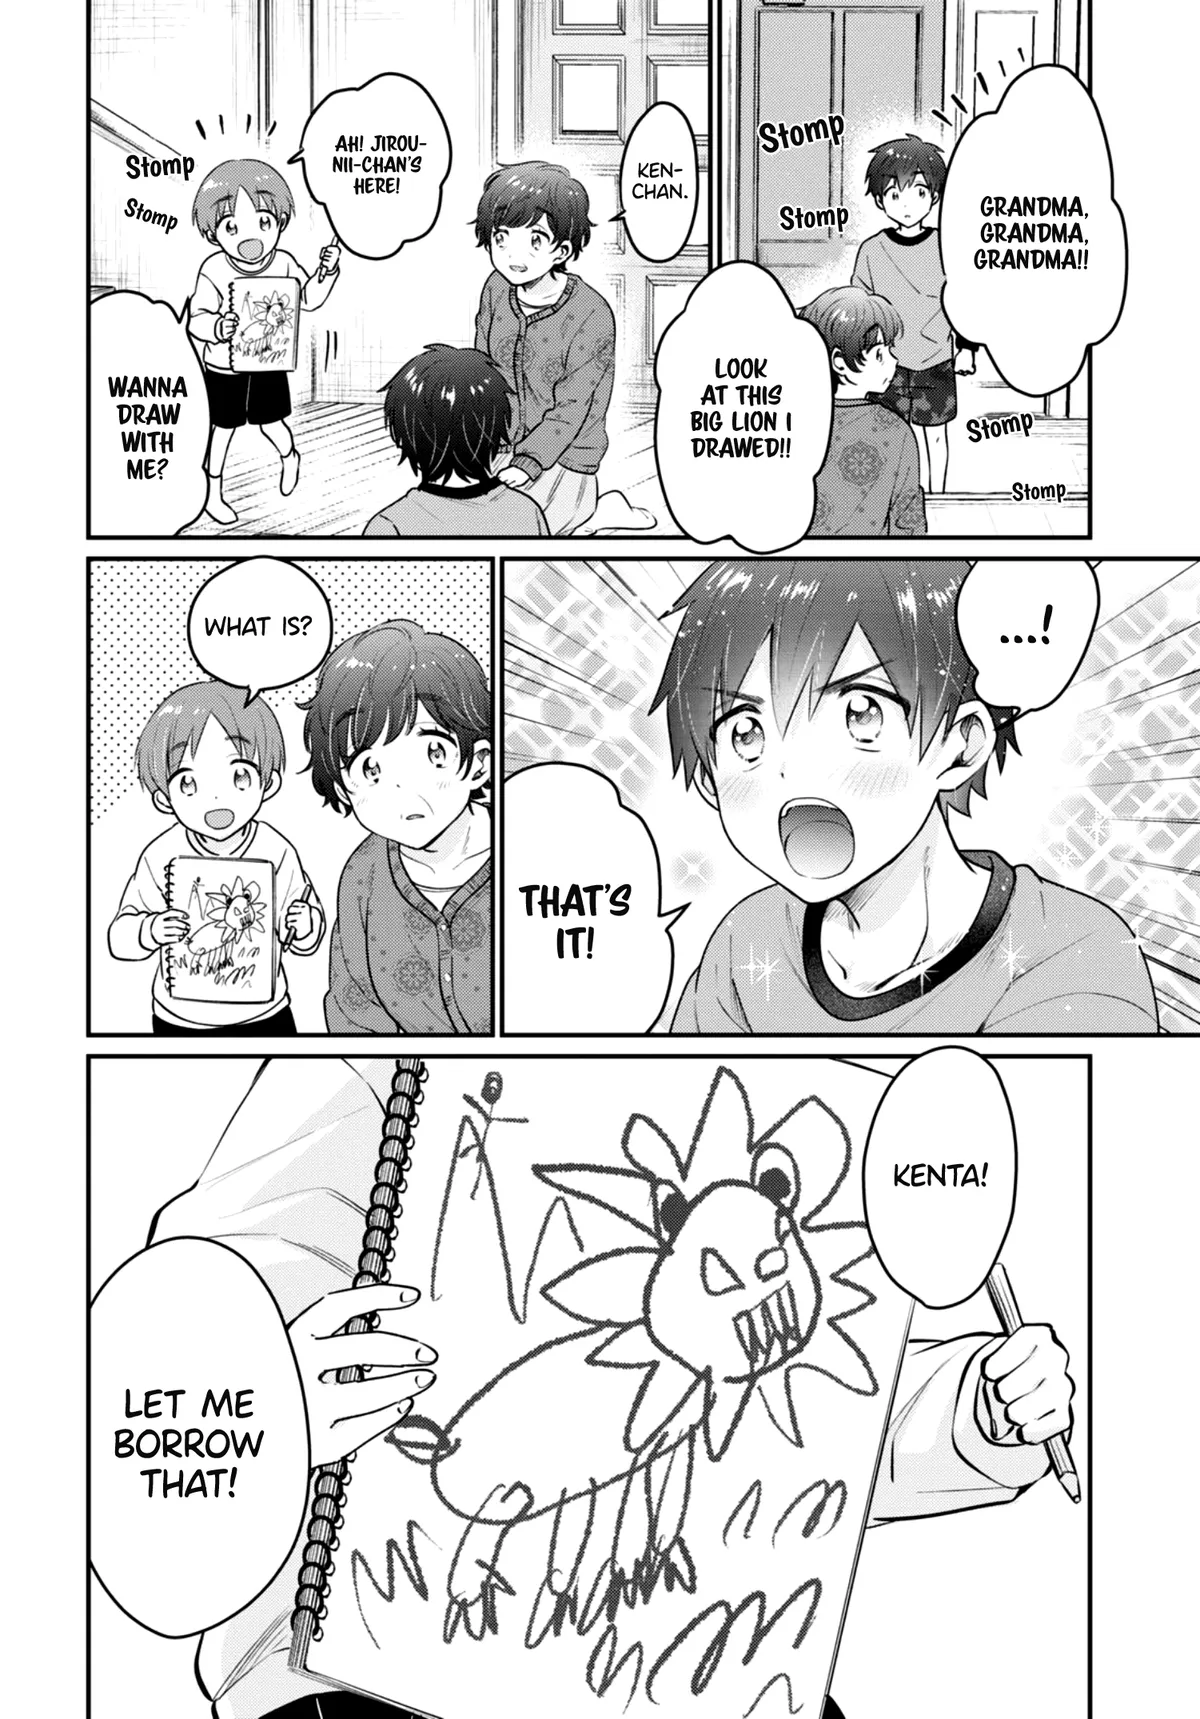 GRANDMA,
GRANDMA,
GRANDMA!!
Stomp
Stomp
Stomp
Stomp
LOOK
AT THIS
BIG LION I
DRAWED!!
KEN-
CHAN.
AH! JIROU-
NII-CHAN'S
HERE!
Stomp
Stomp
WANNA
DRAW
WITH
ME?
...!
THAT'S
IT!
WHAT IS?
KENTA!
LET ME
BORROW
THAT!